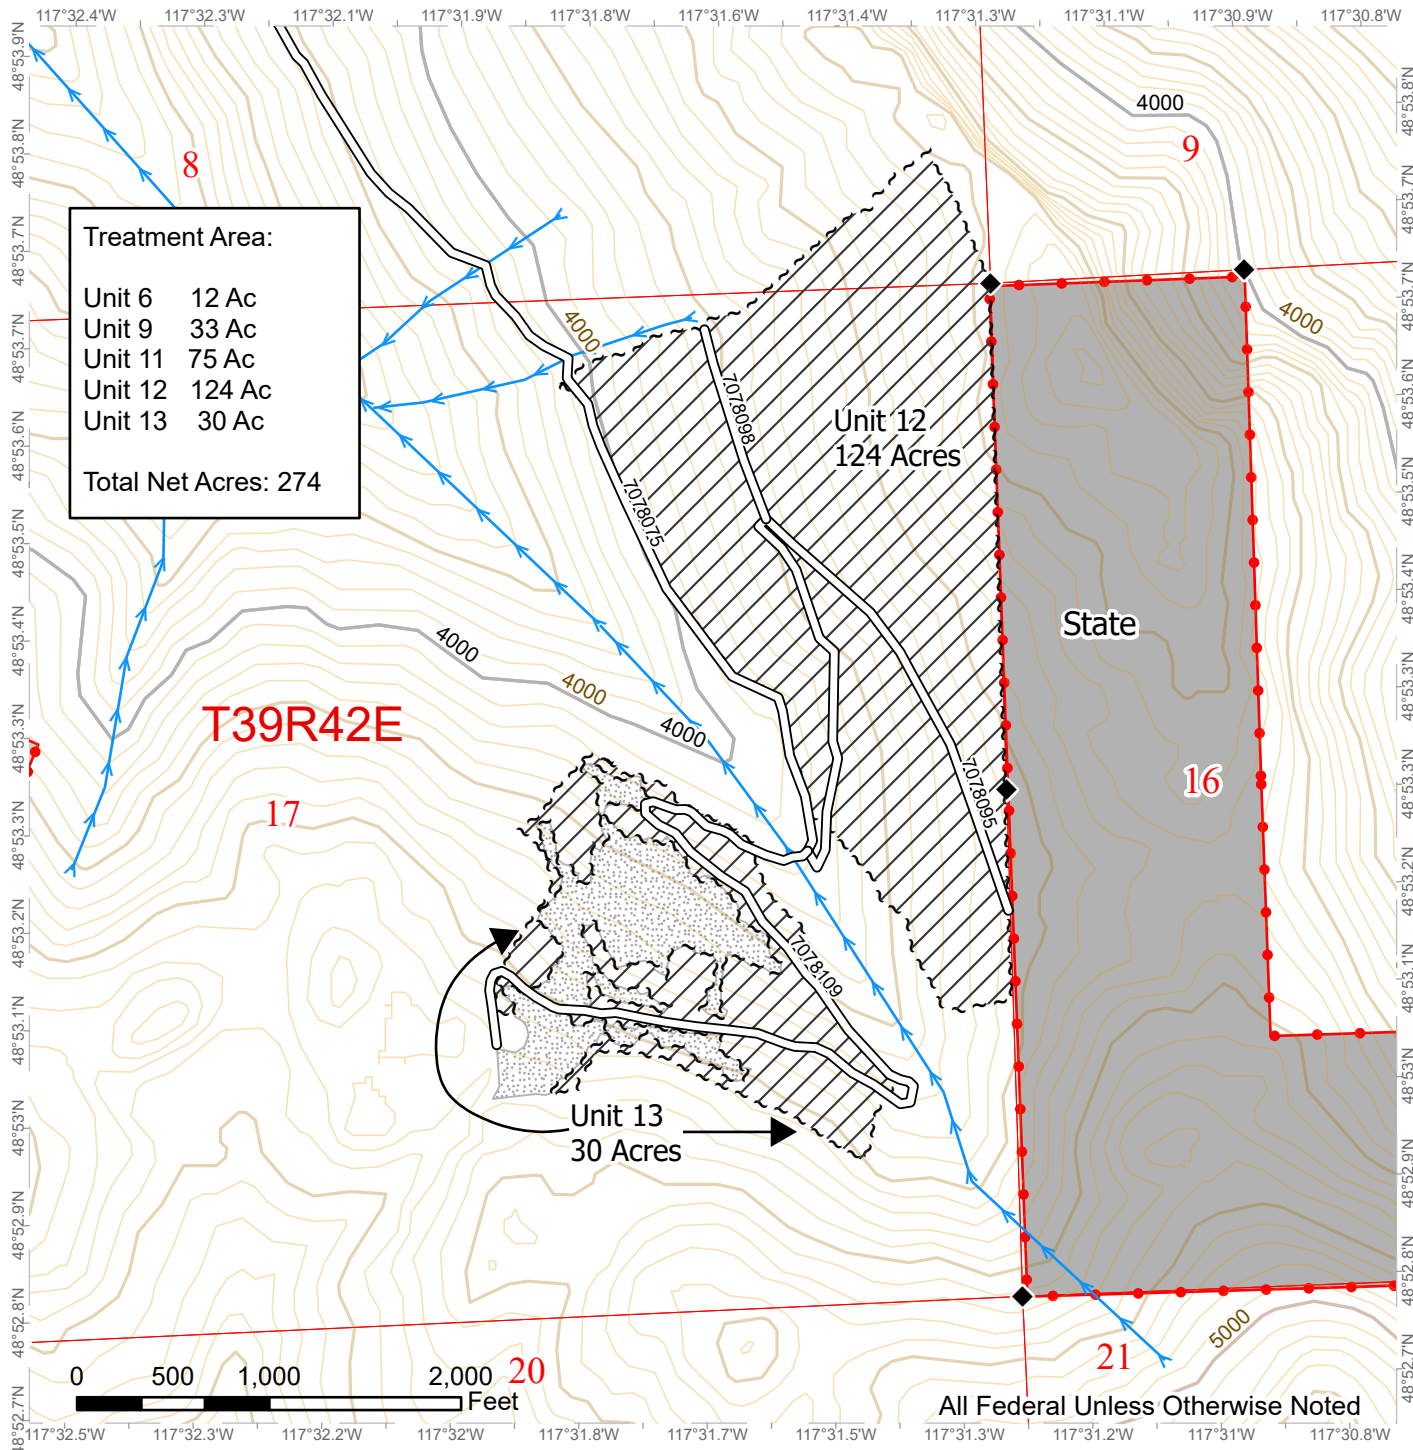 117°32.4'W 117°32.3'W 117°32.1'W 117°31.9'W 117°31.8'W 117°31.6'W 117°31.4'W 117°31.3'W 117°31.1'W 117°30.9'W 117°30.8'W
48°53.9'N
48°53.8'N
48°53.7'N
48°53.7'N
48°53.6'N
48°53.5'N
48°53.4'N
48°53.3'N
48°53.3'N
48°53.2'N
48°53.1'N
48°53'N
48°52.9'N
48°52.8'N
48°52.7'N
8
9
4000
Treatment Area:
Unit 6 12 Ac
Unit 9 33 Ac
Unit 11 75 Ac
Unit 12 124 Ac
Unit 13 30 Ac
Total Net Acres: 274
4000
4000
7078098
Unit 12
124 Acres
7078075
State
4000
4000
4000
T39R42E
16
17
7078095
7078109
Unit 13
30 Acres
5000
20
21
0 500 1,000 2,000
Feet
All Federal Unless Otherwise Noted
48°53.8'N
48°53.7'N
48°53.7'N
48°53.6'N
48°53.5'N
48°53.4'N
48°53.3'N
48°53.3'N
48°53.2'N
48°53.1'N
48°53'N
48°52.9'N
48°52.8'N
48°52.7'N
117°32.5'W 117°32.3'W 117°32.2'W 117°32'W 117°31.8'W 117°31.6'W 117°31.5'W 117°31.3'W 117°31.2'W 117°31'W 117°30.8'W